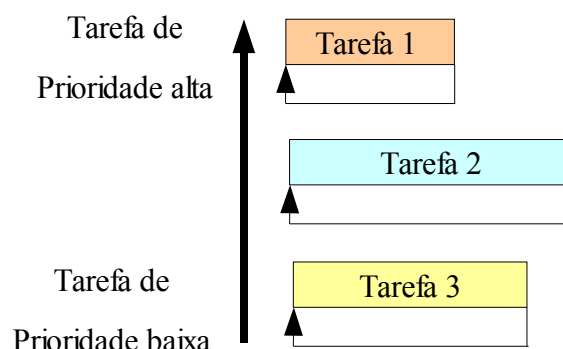 Tarefa de
Prioridade alta
Tarefa 1
Tarefa 2
Tarefa de
Prioridade baixa
Tarefa 3